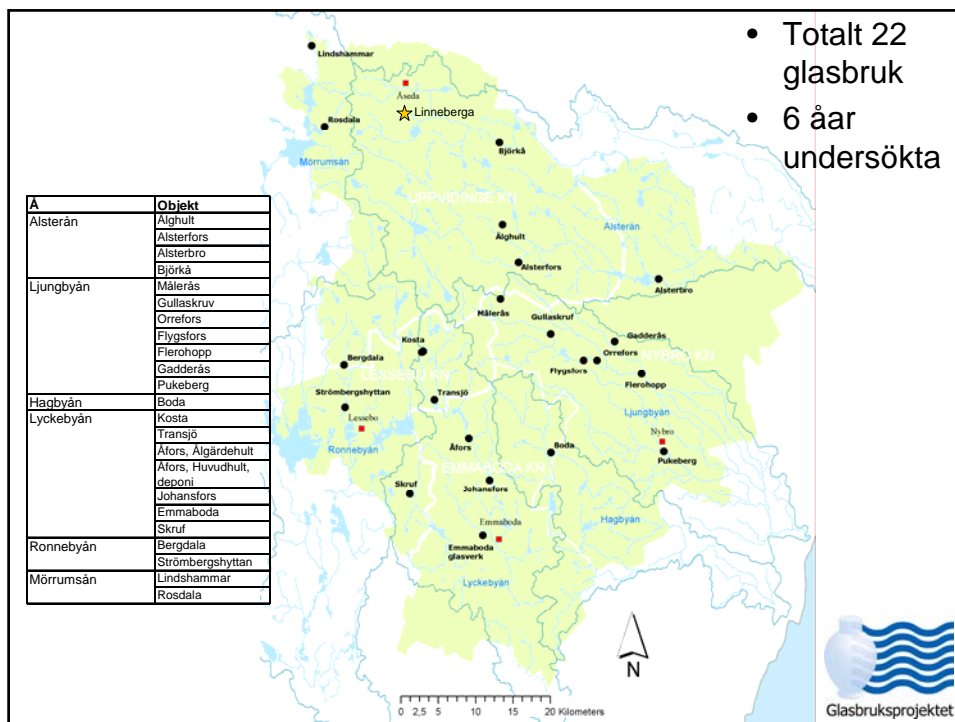 • Totalt 22
glasbruk
• 6 åar
undersökta
Lindshammar
Åseda
Linneberga
Rosdala
Mörrumsån
Björkå
UPPVIDINGE KN
Alsterån
Älghult
Alsterfors
Alsterbro
Målerås
Gullaskruf
Gadderås
Kosta
Orrefors
NYBRO KN
Bergdala
LESSEBO KN
Flygsfors
Flerohopp
Strömbergshyttan
Transjö
Lessebo
Ljungbyån
Nybro
Ronnebyån
Åfors
Boda
Pukeberg
EMMABODA KN
Skruf
Johansfors
Hagbyån
Emmaboda
Emmaboda
glasverk
Lyckebyån
Å Objekt
Alsterån Älghult
Alsterfors
Alsterbro
Björkå
Ljungbyån Målerås
Gullaskruv
Orrefors
Flygsfors
Flerohopp
Gadderås
Pukeberg
Hagbyån Boda
Lyckebyån Kosta
Transjö
Åfors, Älgärdehult
Åfors, Huvudhult,
deponi
Johansfors
Emmaboda
Skruf
Ronnebyån Bergdala
Strömbergshyttan
Mörrumsån Lindshammar
Rosdala
N
0 2,5 5 10 15 20 Kilometers
Glasbruksprojektet